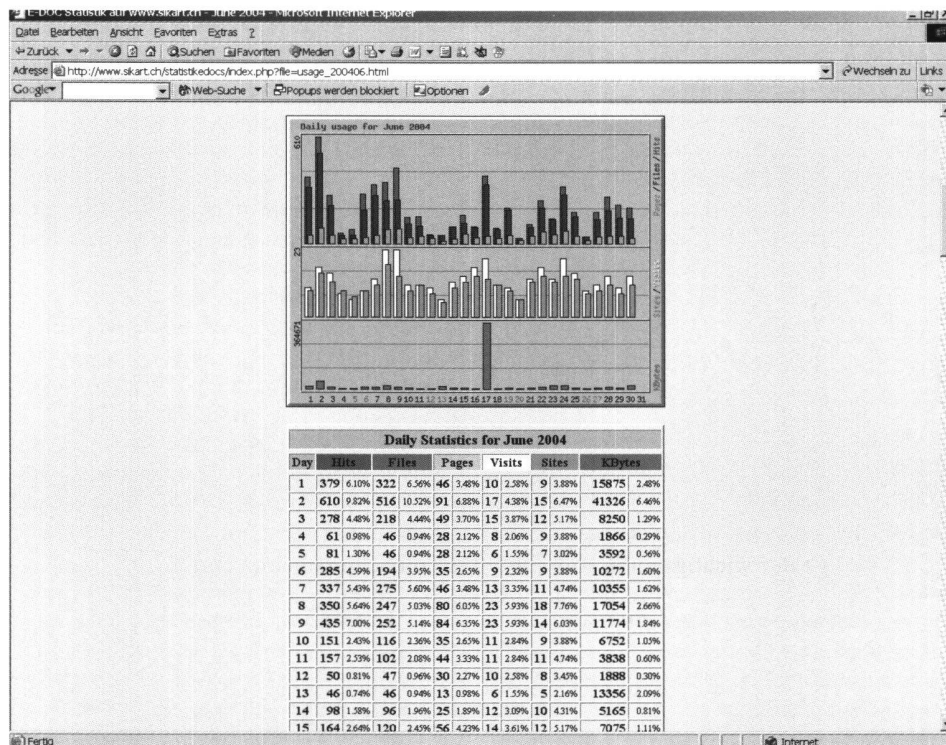 E-DOC Statistik auf www.sikart.ch - June 2004 - Microsoft Internet Explorer
Datei Bearbeiten Ansicht Favoriten Extras ?
Zurück Suchen Favoriten Medien
Adresse http://www.sikart.ch/statistikedocs/index.php?file=usage_200406.html Wechseln zu Links
Google Web-Suche Popups werden blockiert Optionen
Daily usage for June 2004
610
Pages/Files/Hits
23
Sites/Visits
364671
KBytes
1 2 3 4 5 6 7 8 9 10 11 12 13 14 15 16 17 18 19 20 21 22 23 24 25 26 27 28 29 30 31
Daily Statistics for June 2004
Day Hits Files Pages Visits Sites KBytes
1 379 6.10% 322 6.56% 46 3.48% 10 2.58% 9 3.88% 15875 2.48%
2 610 9.82% 516 10.52% 91 6.88% 17 4.38% 15 6.47% 41326 6.46%
3 278 4.48% 218 4.44% 49 3.70% 15 3.87% 12 5.17% 8250 1.29%
4 61 0.98% 46 0.94% 28 2.12% 8 2.06% 9 3.88% 1866 0.29%
5 81 1.30% 46 0.94% 28 2.12% 6 1.55% 7 3.02% 3592 0.56%
6 285 4.59% 194 3.95% 35 2.65% 9 2.32% 9 3.88% 10272 1.60%
7 337 5.43% 275 5.60% 46 3.48% 13 3.35% 11 4.74% 10355 1.62%
8 350 5.64% 247 5.03% 80 6.05% 23 5.93% 18 7.76% 17054 2.66%
9 435 7.00% 252 5.14% 84 6.35% 23 5.93% 14 6.03% 11774 1.84%
10 151 2.43% 116 2.36% 35 2.65% 11 2.84% 9 3.88% 6752 1.05%
11 157 2.53% 102 2.08% 44 3.33% 11 2.84% 11 4.74% 3838 0.60%
12 50 0.81% 47 0.96% 30 2.27% 10 2.58% 8 3.45% 1888 0.30%
13 46 0.74% 46 0.94% 13 0.98% 6 1.55% 5 2.16% 13356 2.09%
14 98 1.58% 96 1.96% 25 1.89% 12 3.09% 10 4.31% 5165 0.81%
15 164 2.64% 120 2.45% 56 4.23% 14 3.61% 12 5.17% 7075 1.11%
Fertig Internet